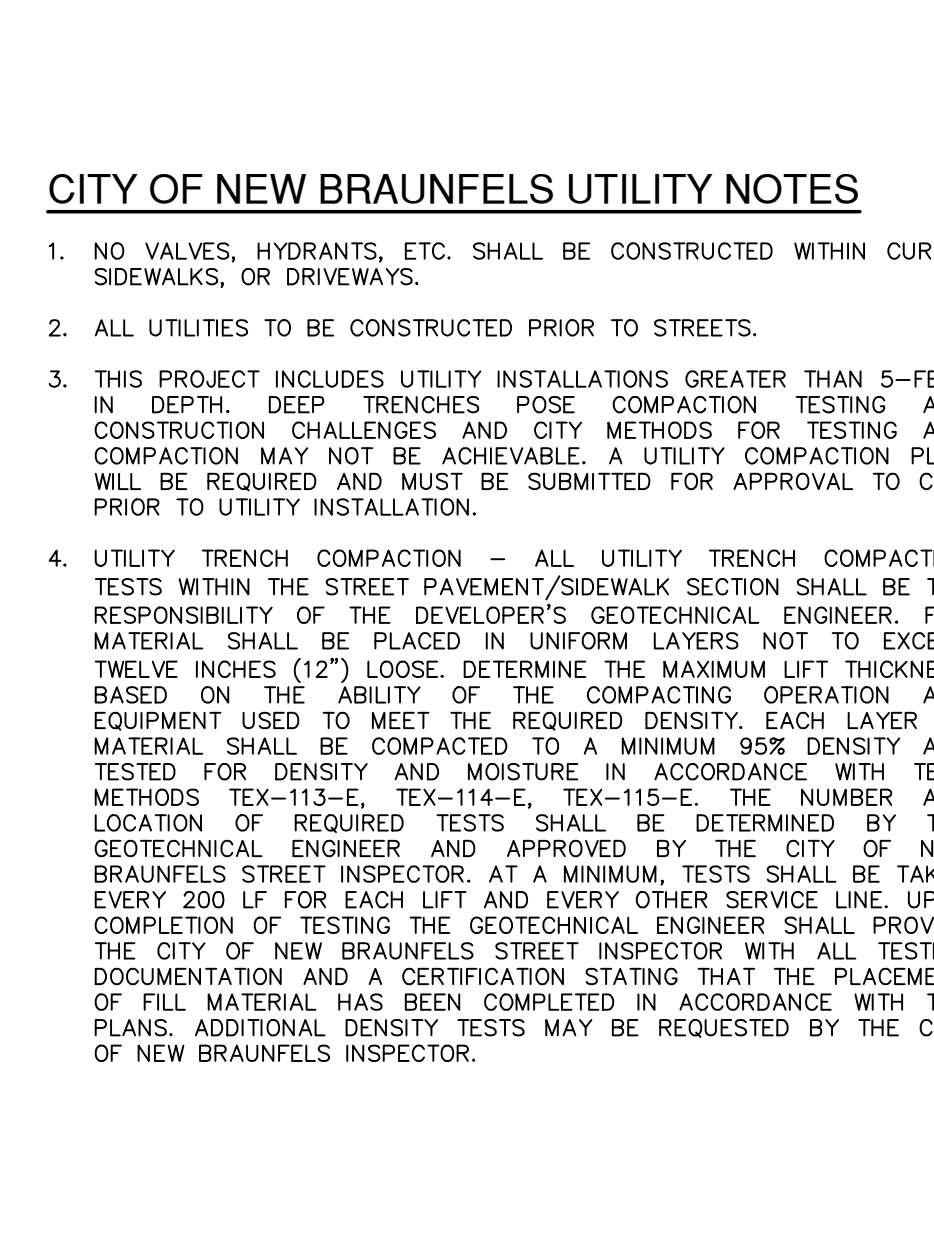 CITY OF NEW BRAUNFELS UTILITY NOTES
1. NO VALVES, HYDRANTS, ETC. SHALL BE CONSTRUCTED WITHIN CUR
SIDEWALKS, OR DRIVEWAYS.
2. ALL UTILITIES TO BE CONSTRUCTED PRIOR TO STREETS.
3. THIS PROJECT INCLUDES UTILITY INSTALLATIONS GREATER THAN 5–FE
IN DEPTH. DEEP TRENCHES POSE COMPACTION TESTING A
CONSTRUCTION CHALLENGES AND CITY METHODS FOR TESTING A
COMPACTION MAY NOT BE ACHIEVABLE. A UTILITY COMPACTION PL
WILL BE REQUIRED AND MUST BE SUBMITTED FOR APPROVAL TO C
PRIOR TO UTILITY INSTALLATION.
4. UTILITY TRENCH COMPACTION – ALL UTILITY TRENCH COMPACTI
TESTS WITHIN THE STREET PAVEMENT/SIDEWALK SECTION SHALL BE T
RESPONSIBILITY OF THE DEVELOPER'S GEOTECHNICAL ENGINEER. F
MATERIAL SHALL BE PLACED IN UNIFORM LAYERS NOT TO EXCE
TWELVE INCHES (12") LOOSE. DETERMINE THE MAXIMUM LIFT THICKNE
BASED ON THE ABILITY OF THE COMPACTING OPERATION A
EQUIPMENT USED TO MEET THE REQUIRED DENSITY. EACH LAYER
MATERIAL SHALL BE COMPACTED TO A MINIMUM 95% DENSITY A
TESTED FOR DENSITY AND MOISTURE IN ACCORDANCE WITH TE
METHODS TEX–113–E, TEX–114–E, TEX–115–E. THE NUMBER A
LOCATION OF REQUIRED TESTS SHALL BE DETERMINED BY T
GEOTECHNICAL ENGINEER AND APPROVED BY THE CITY OF N
BRAUNFELS STREET INSPECTOR. AT A MINIMUM, TESTS SHALL BE TAK
EVERY 200 LF FOR EACH LIFT AND EVERY OTHER SERVICE LINE. UP
COMPLETION OF TESTING THE GEOTECHNICAL ENGINEER SHALL PROV
THE CITY OF NEW BRAUNFELS STREET INSPECTOR WITH ALL TESTI
DOCUMENTATION AND A CERTIFICATION STATING THAT THE PLACEME
OF FILL MATERIAL HAS BEEN COMPLETED IN ACCORDANCE WITH T
PLANS. ADDITIONAL DENSITY TESTS MAY BE REQUESTED BY THE C
OF NEW BRAUNFELS INSPECTOR.